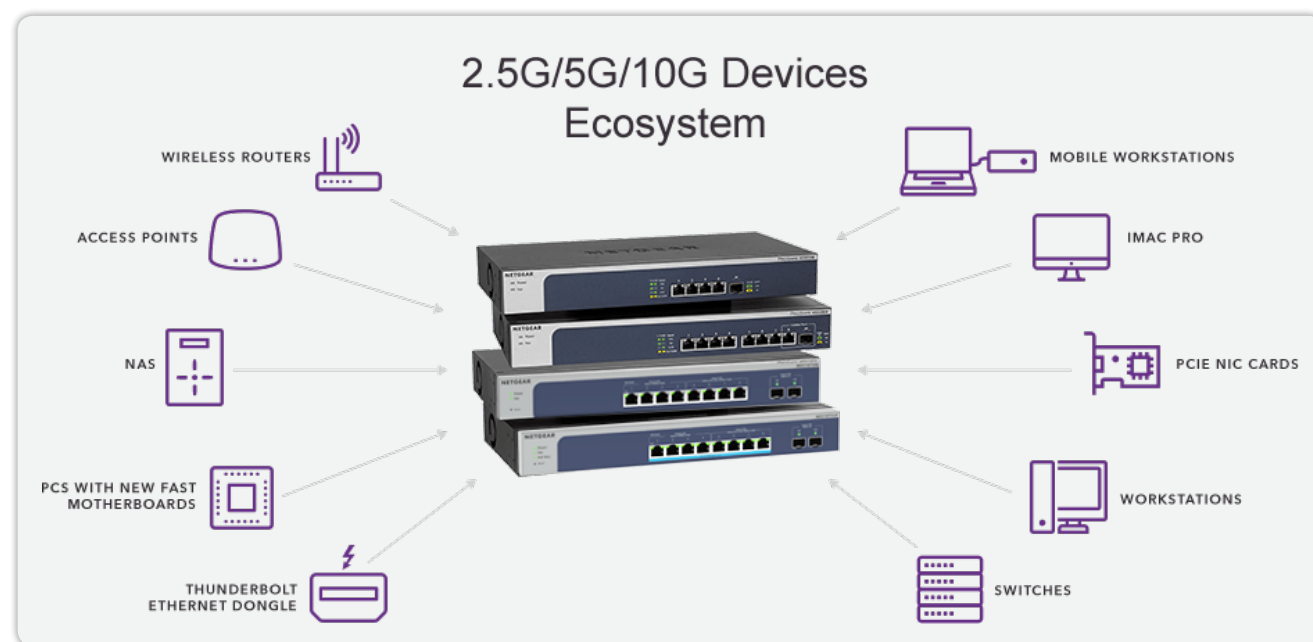 2.5G/5G/10G Devices
Ecosystem
WIRELESS ROUTERS
MOBILE WORKSTATIONS
ACCESS POINTS
IMAC PRO
NETGEAR
NETGEAR
NAS
PCIE NIC CARDS
NETGEAR
NETGEAR
PCS WITH NEW FAST
MOTHERBOARDS
WORKSTATIONS
THUNDERBOLT
ETHERNET DONGLE
SWITCHES